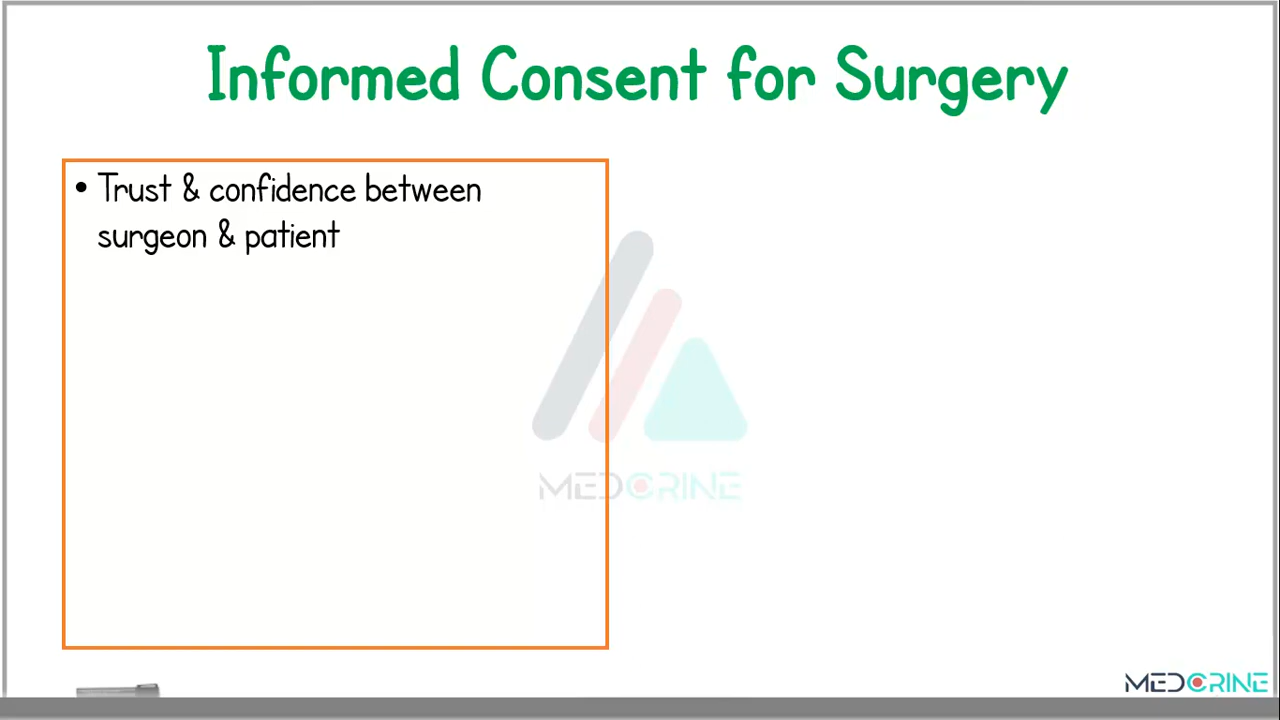 Informed Consent for Surgery
• Trust & confidence between
surgeon & patient
MEDCRINE
MEDCRINE